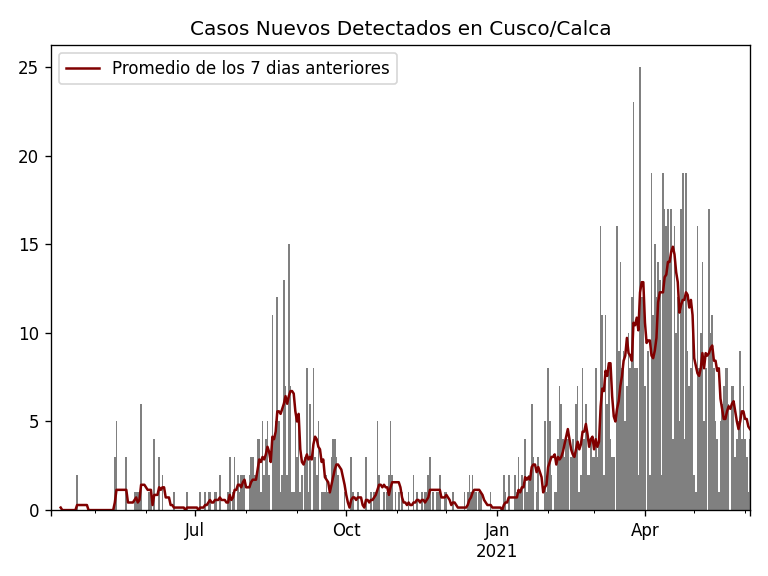 Casos Nuevos Detectados en Cusco/Calca
Promedio de los 7 dias anteriores
25
20
15
10
5
0
Jul Oct Jan Apr
2021